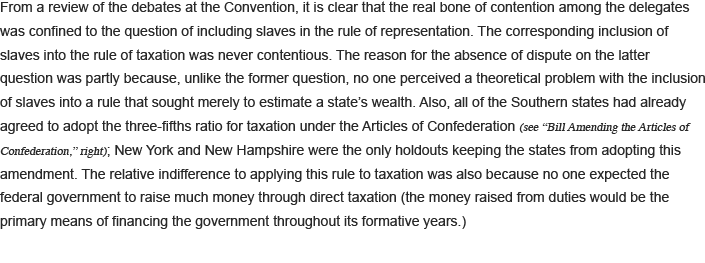 From a review of the debates at the Convention, it is clear that the real bone of contention among the delegates
was confined to the question of including slaves in the rule of representation. The corresponding inclusion of
slaves into the rule of taxation was never contentious. The reason for the absence of dispute on the latter
question was partly because, unlike the former question, no one perceived a theoretical problem with the inclusion
of slaves into a rule that sought merely to estimate a state's wealth. Also, all of the Southern states had already
agreed to adopt the three-fifths ratio for taxation under the Articles of Confederation (see “Bill Amending the Articles of
Confederation,” right); New York and New Hampshire were the only holdouts keeping the states from adopting this
amendment. The relative indifference to applying this rule to taxation was also because no one expected the
federal government to raise much money through direct taxation (the money raised from duties would be the
primary means of financing the government throughout its formative years.)